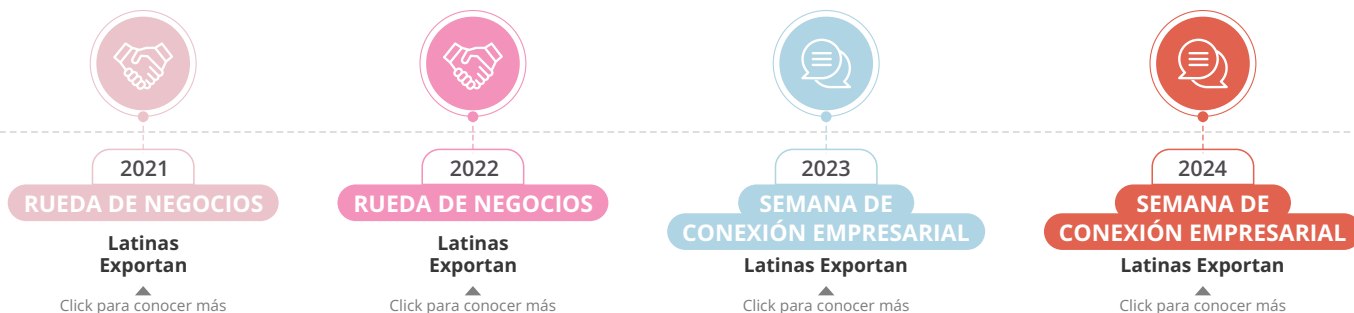 2021
RUEDA DE NEGOCIOS
Latinas
Exportan
Click para conocer más
2022
RUEDA DE NEGOCIOS
Latinas
Exportan
Click para conocer más
2023
SEMANA DE
CONEXIÓN EMPRESARIAL
Latinas Exportan
Click para conocer más
2024
SEMANA DE
CONEXIÓN EMPRESARIAL
Latinas Exportan
Click para conocer más